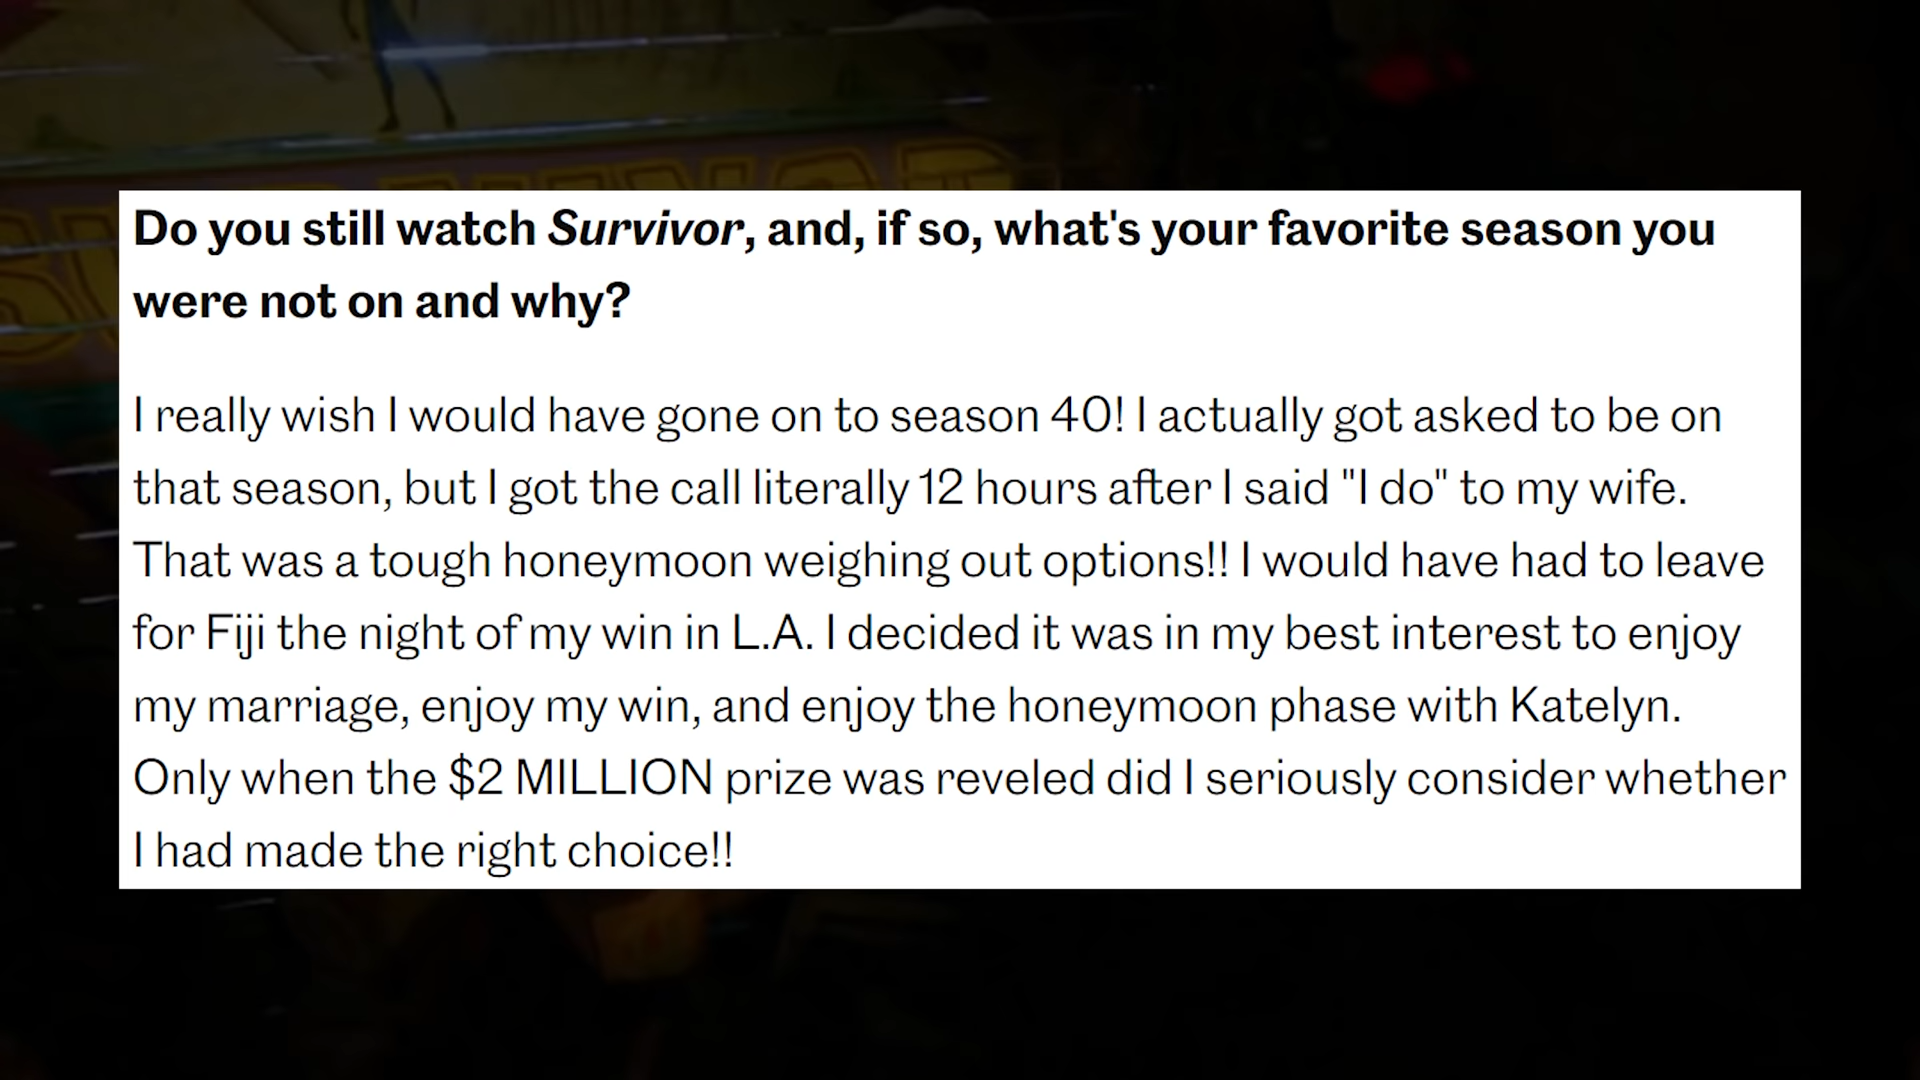 Do you still watch Survivor, and, if so, what's your favorite season you
were not on and why?
I really wish I would have gone on to season 40! I actually got asked to be on
that season, but I got the call literally 12 hours after I said "I do" to my wife.
That was a tough honeymoon weighing out options!! I would have had to leave
for Fiji the night of my win in L.A. I decided it was in my best interest to enjoy
my marriage, enjoy my win, and enjoy the honeymoon phase with Katelyn.
Only when the $2 MILLION prize was reveled did I seriously consider whether
I had made the right choice!!